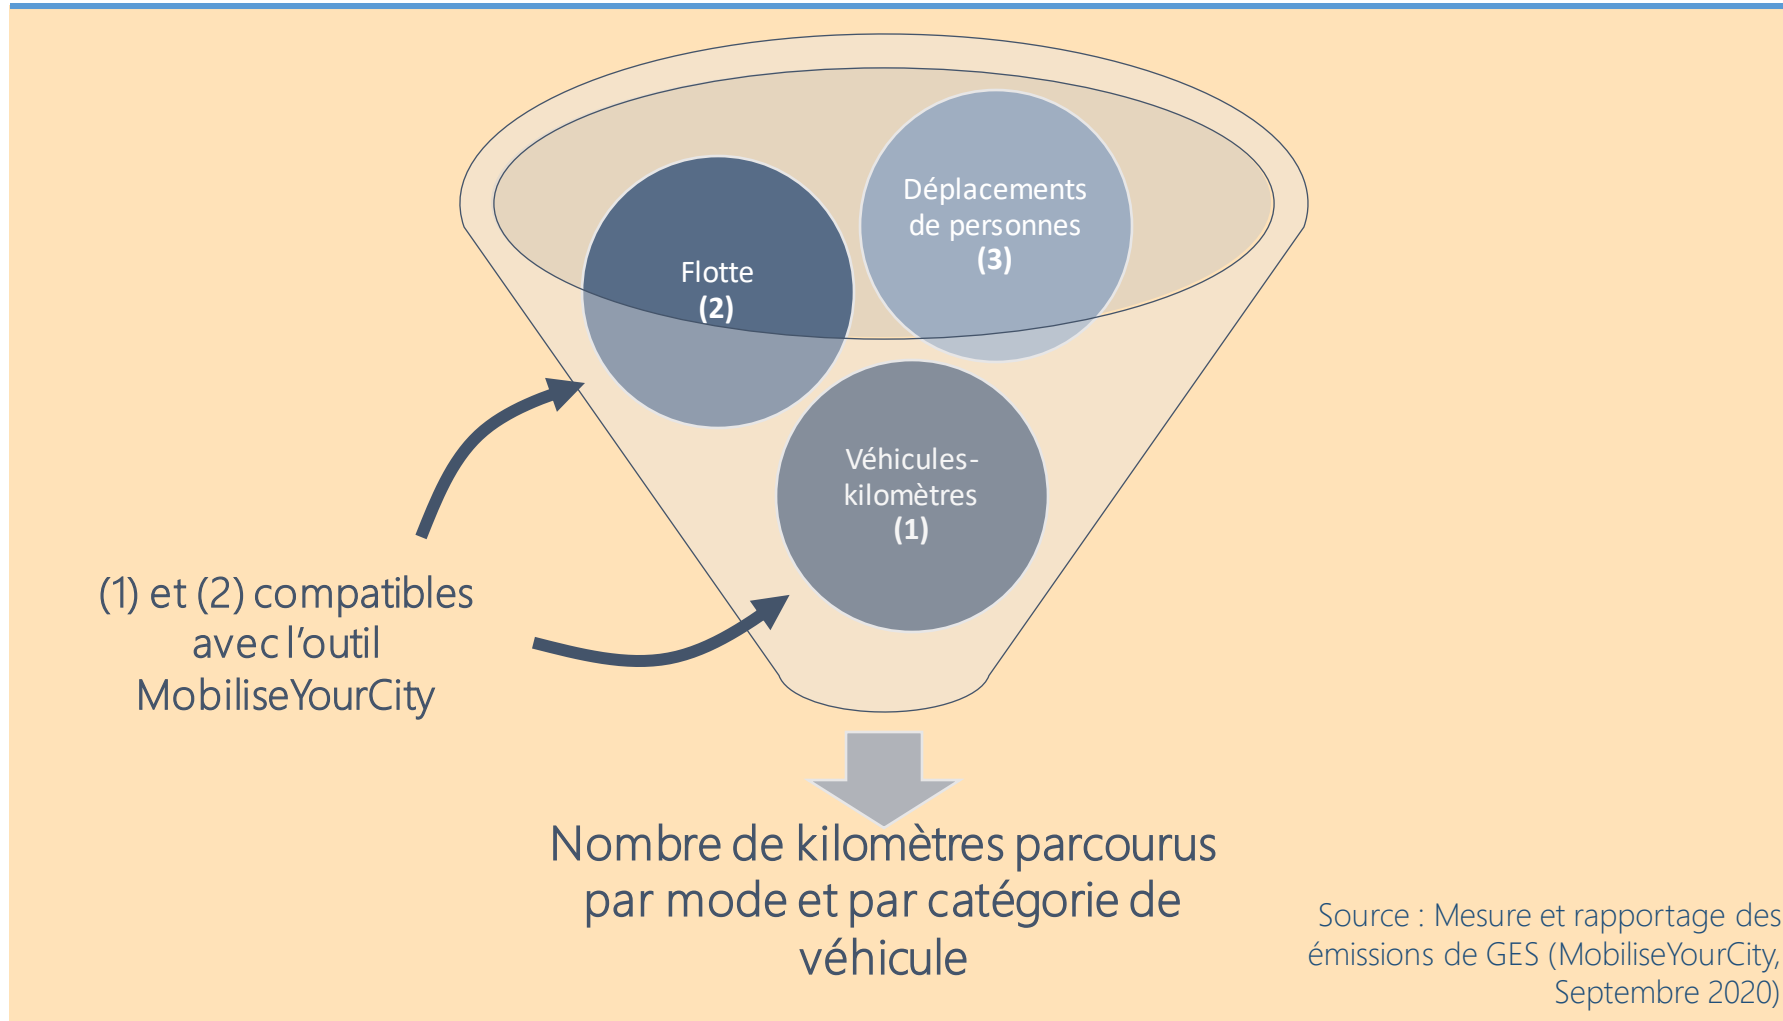 Déplacements
de personnes
(3)
Flotte
(2)
Véhicules-
kilomètres
(1)
(1) et (2) compatibles
avec l’outil
MobiliseYourCity
Nombre de kilomètres parcourus
par mode et par catégorie de
véhicule
Source : Mesure et rapportage des
émissions de GES (MobiliseYourCity,
Septembre 2020)